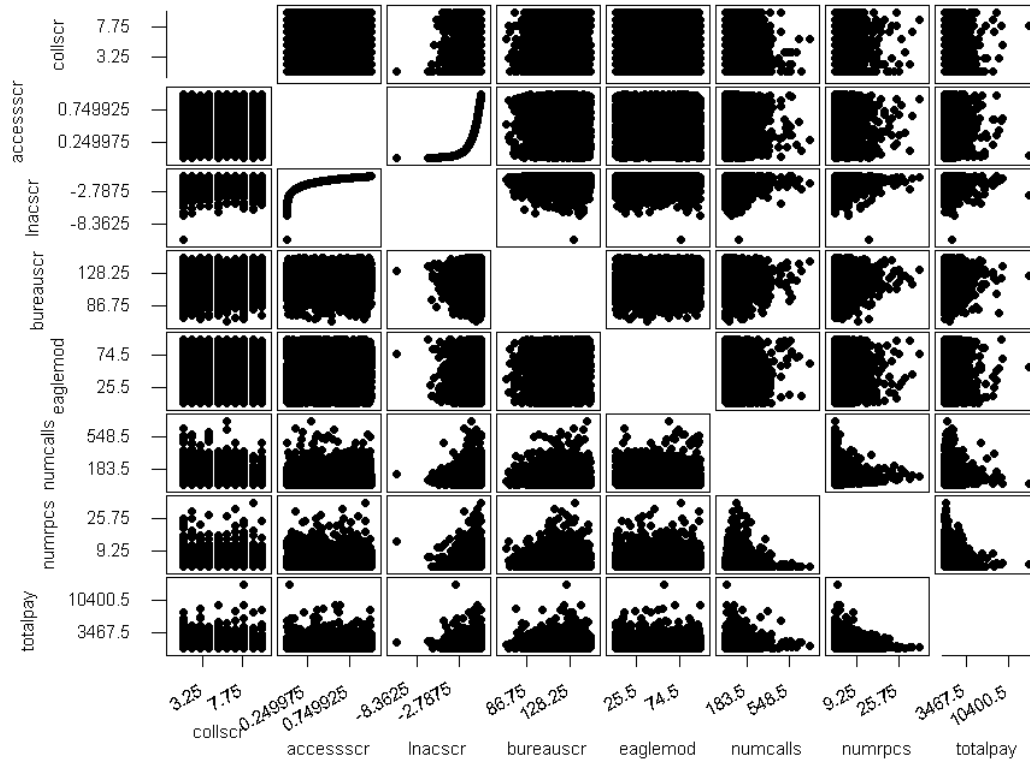 collscr
7.75
3.25
accessscr
0.749925
0.249975
lnacscr
-2.7875
-8.3625
bureauscr
128.25
86.75
eaglemod
74.5
25.5
numcalls
548.5
183.5
numrpcs
25.75
9.25
totalpay
10400.5
3467.5
3.25 7.75 0.249975 0.749925 -8.3625 -2.7875 86.75 128.25 25.5 74.5 183.5 548.5 9.25 25.75 3467.5 10400.5
collscr
accessscr lnacscr bureauscr eaglemod numcalls numrpcs totalpay